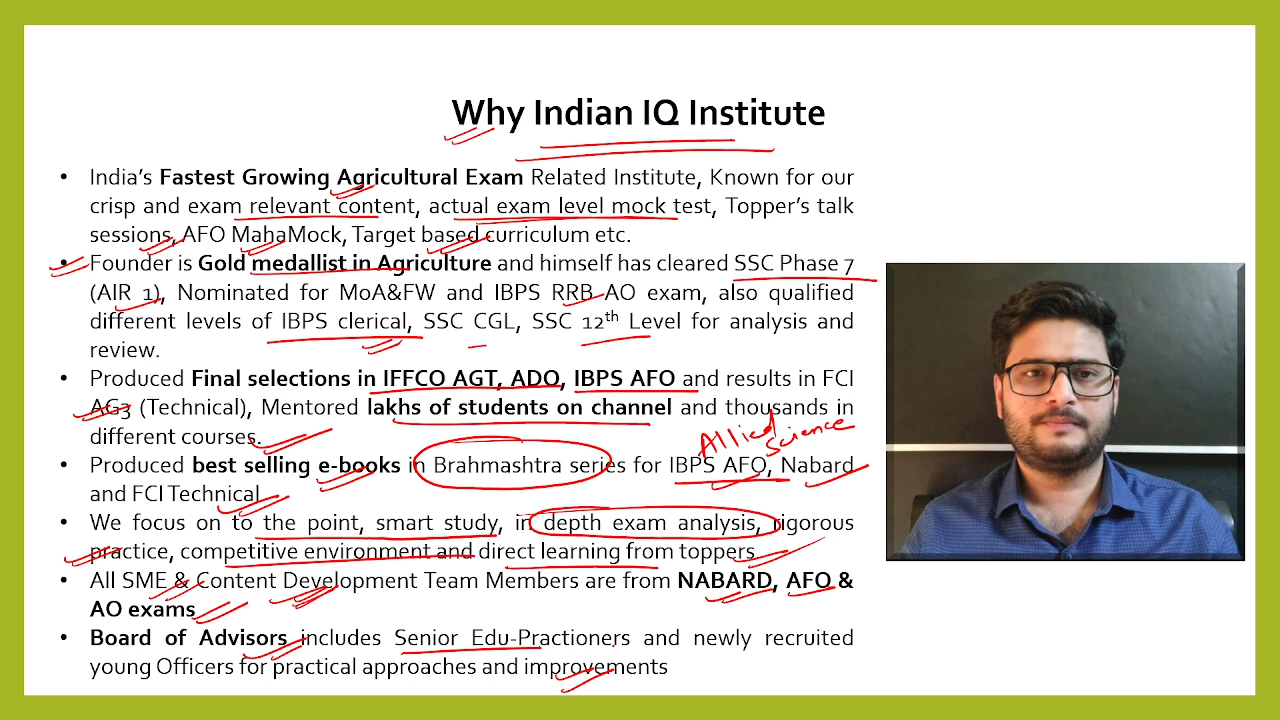 Why Indian IQ Institute
• India's Fastest Growing Agricultural Exam Related Institute, Known for our
crisp and exam relevant content, actual exam level mock test, Topper's talk
sessions, AFO MahaMock, Target based curriculum etc.
• Founder is Gold medallist in Agriculture and himself has cleared SSC Phase 7
(AIR 1), Nominated for MoA&FW and IBPS RRB AO exam, also qualified
different levels of IBPS clerical, SSC CGL, SSC 12th Level for analysis and
review.
• Produced Final selections in IFFCO AGT, ADO, IBPS AFO and results in FCI
AG3 (Technical), Mentored lakhs of students on channel and thousands in
different courses.
Allied Science
• Produced best selling e-books in Brahmashtra series for IBPS AFO, Nabard
and FCI Technical
• We focus on to the point, smart study, in depth exam analysis, rigorous
practice, competitive environment and direct learning from toppers
• All SME & Content Development Team Members are from NABARD, AFO &
AO exams
• Board of Advisors includes Senior Edu-Practioners and newly recruited
young Officers for practical approaches and improvements